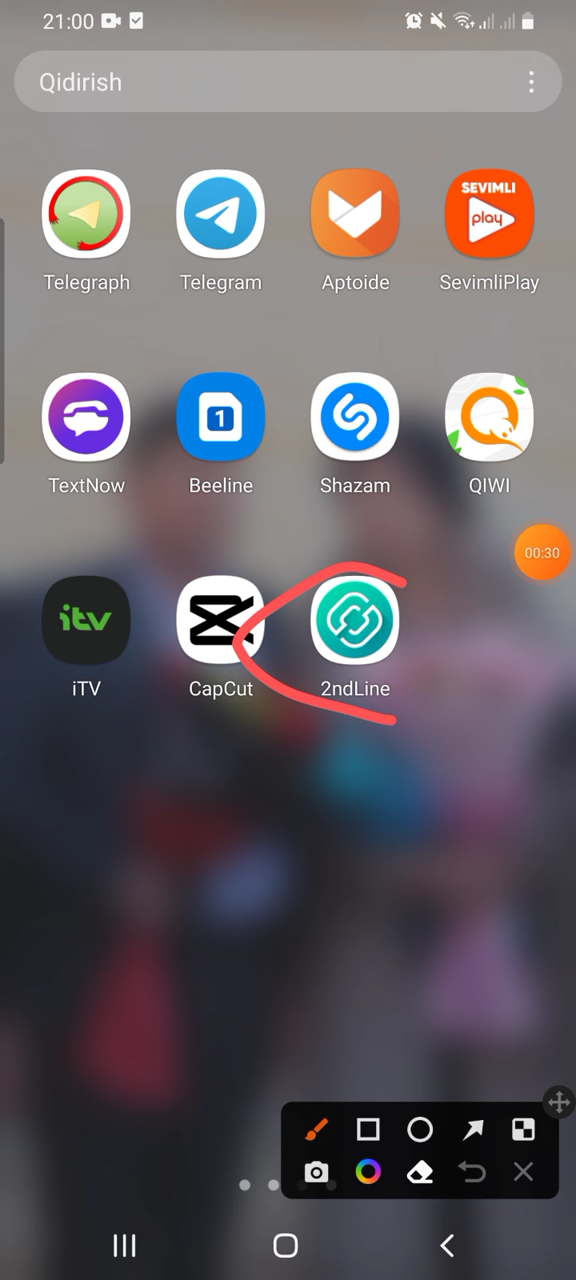 21:00
Qidirish
Telegraph
Telegram
Aptoide
SEVIMLI
play
SevimliPlay
TextNow
1
Beeline
Shazam
QIWI
00:30
itv
iTV
CapCut
2ndLine